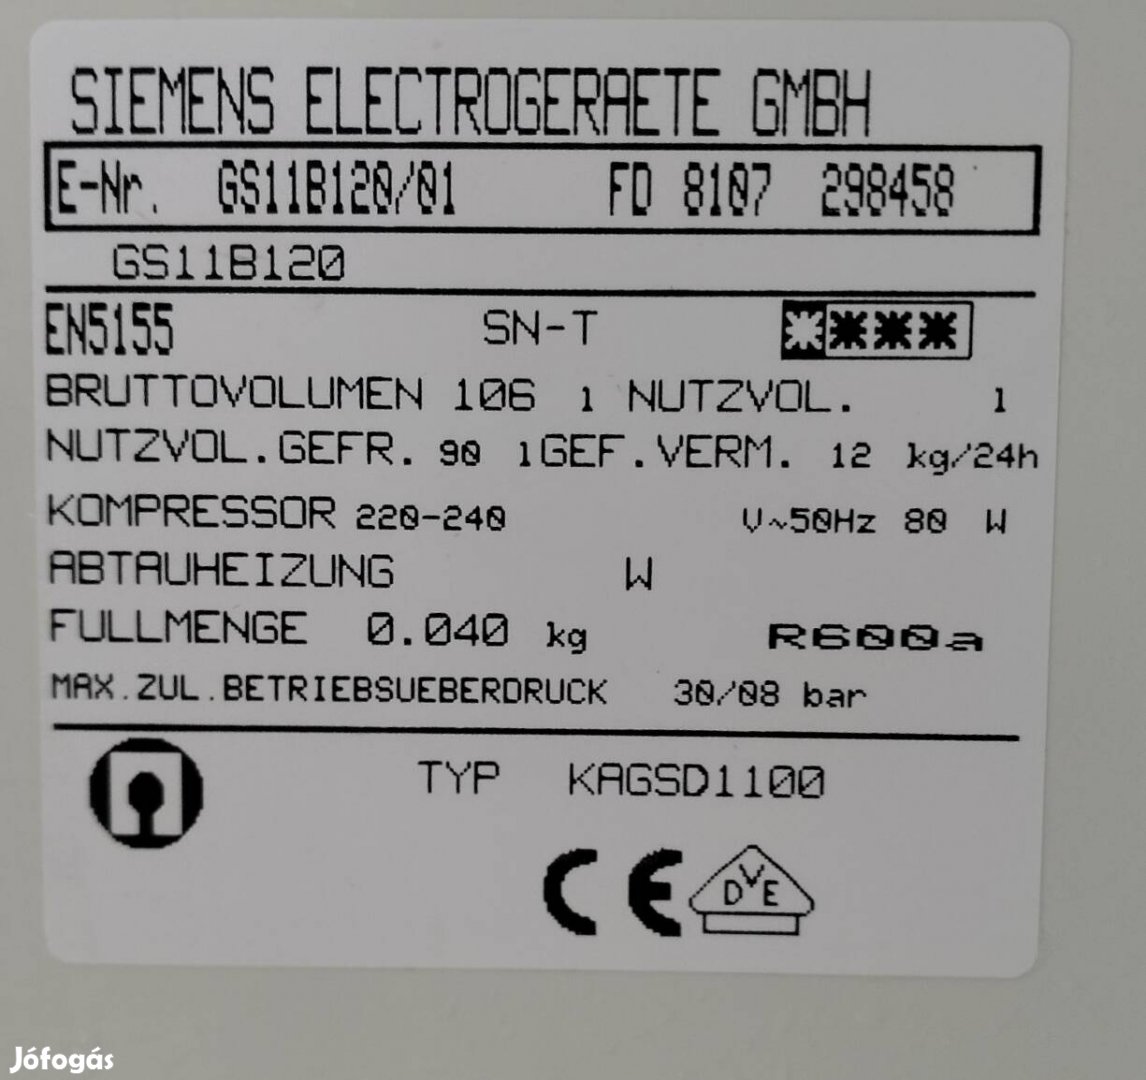 SIEMENS ELECTROGERAETE GMBH
E-Nr. GS11B120/01 FD 8107 298458
GS11B120
EN5155 SN-T
BRUTTOVOLUMEN 106 l NUTZVOL. l
NUTZVOL.GEFR. 90 l GEF.VERM. 12 kg/24h
KOMPRESSOR 220-240 V~50Hz 80 W
ABTAUHEIZUNG W
FULLMENGE 0.040 kg R600a
MAX.ZUL.BETRIEBSUEBERDRUCK 30/08 bar
TYP KAGSD1100
CE DVE
Jófogás